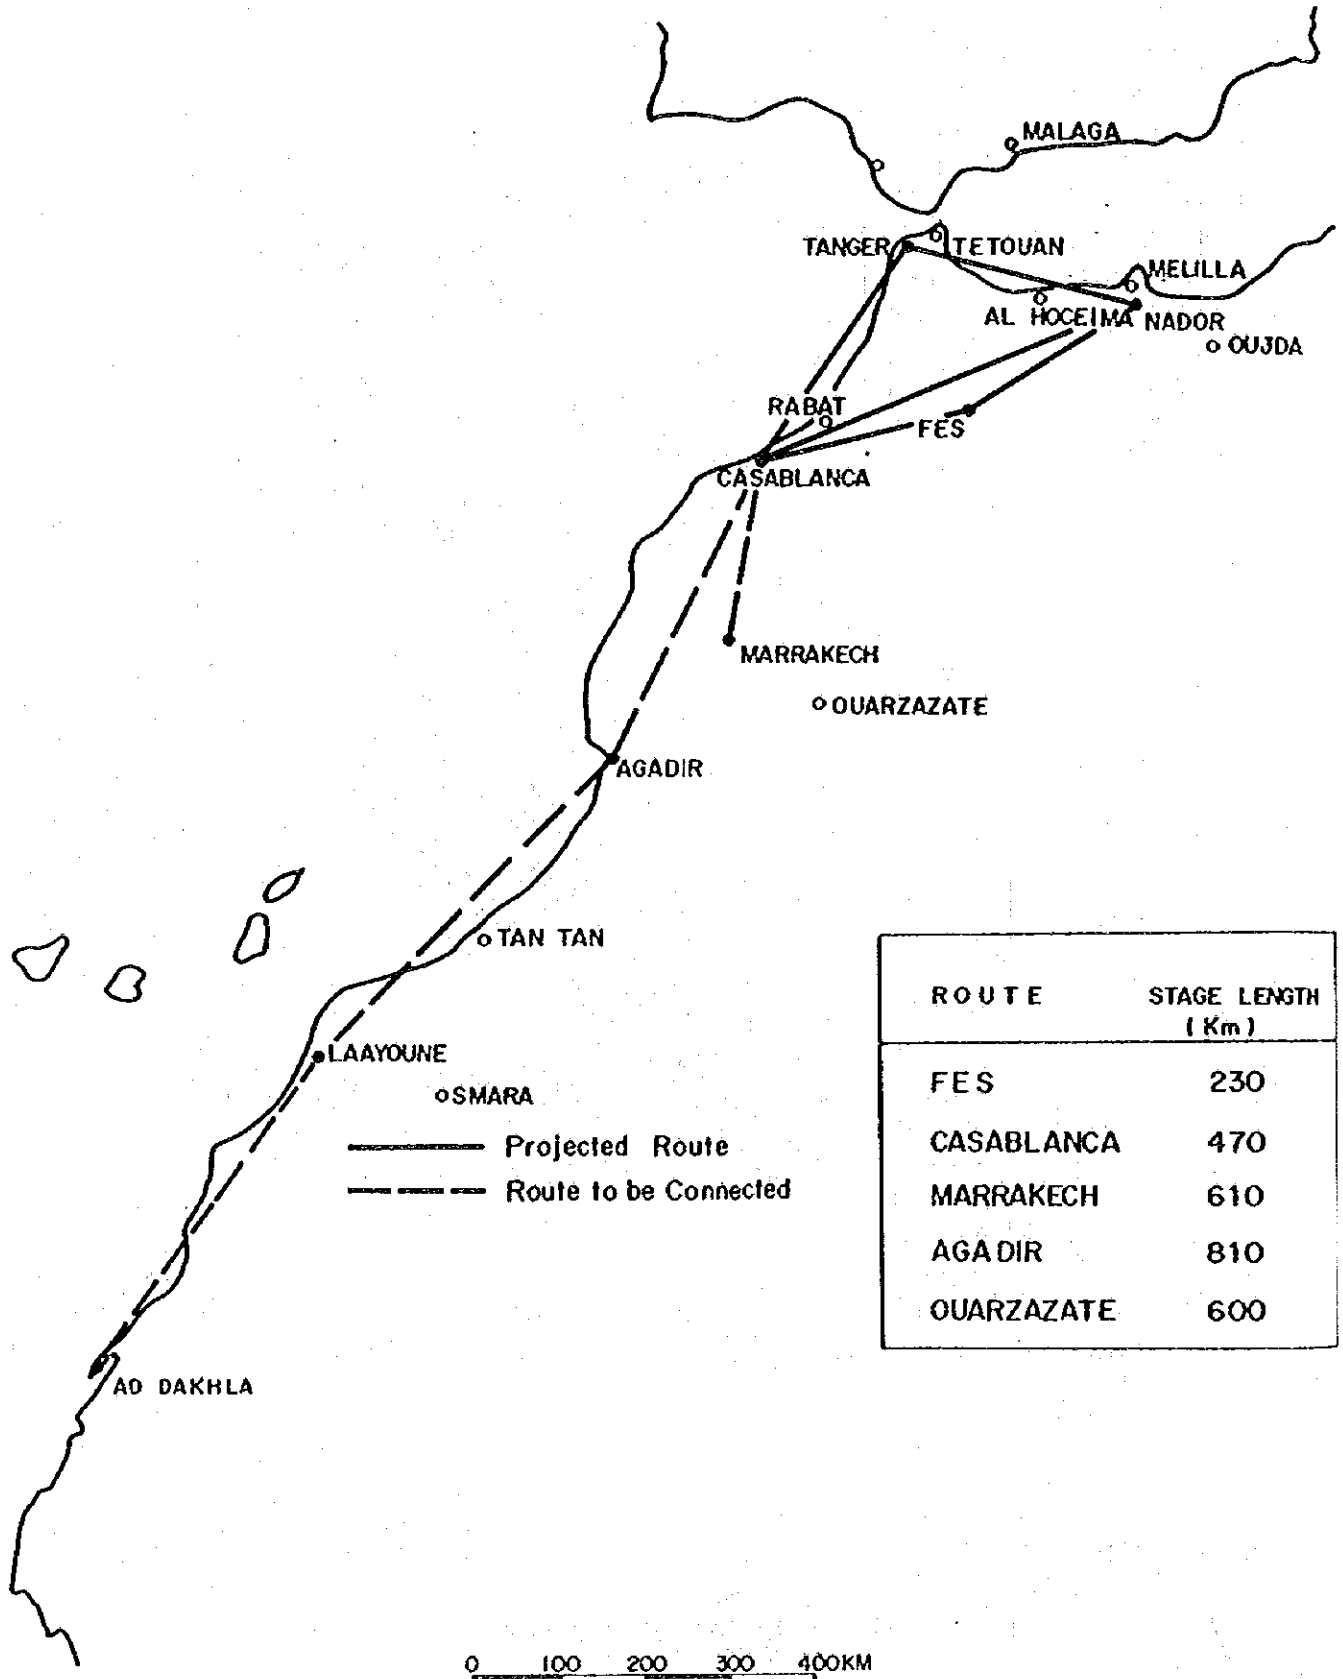 MALAGA
TANGER
TETOUAN
MELILLA
AL HOCEIMA
NADOR
OUJDA
RABAT
FES
CASABLANCA
MARRAKECH
OUARZAZATE
AGADIR
TAN TAN
LAAYOUNE
SMARA
Projected Route
Route to be Connected
AD DAKHLA
ROUTE STAGE LENGTH
(Km)
FES 230
CASABLANCA 470
MARRAKECH 610
AGADIR 810
OUARZAZATE 600
0 100 200 300 400KM